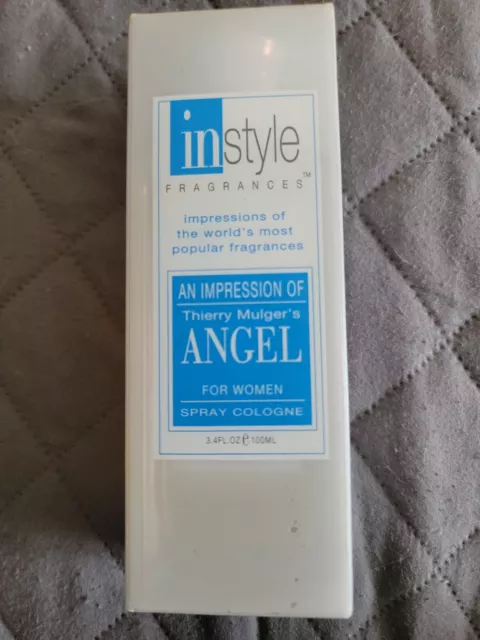 instyle
FRAGRANCES™
impressions of
the world's most
popular fragrances
AN IMPRESSION OF
Thierry Mulger's
ANGEL
FOR WOMEN
SPRAY COLOGNE
3.4FL.OZ℮100ML